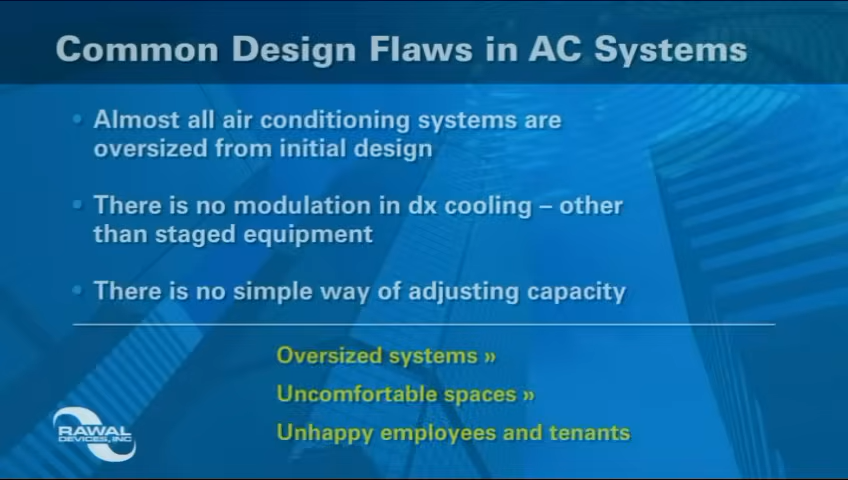 Common Design Flaws in AC Systems
• Almost all air conditioning systems are
oversized from initial design
• There is no modulation in dx cooling – other
than staged equipment
• There is no simple way of adjusting capacity
Oversized systems »
Uncomfortable spaces »
Unhappy employees and tenants
RAWAL
DEVICES, INC